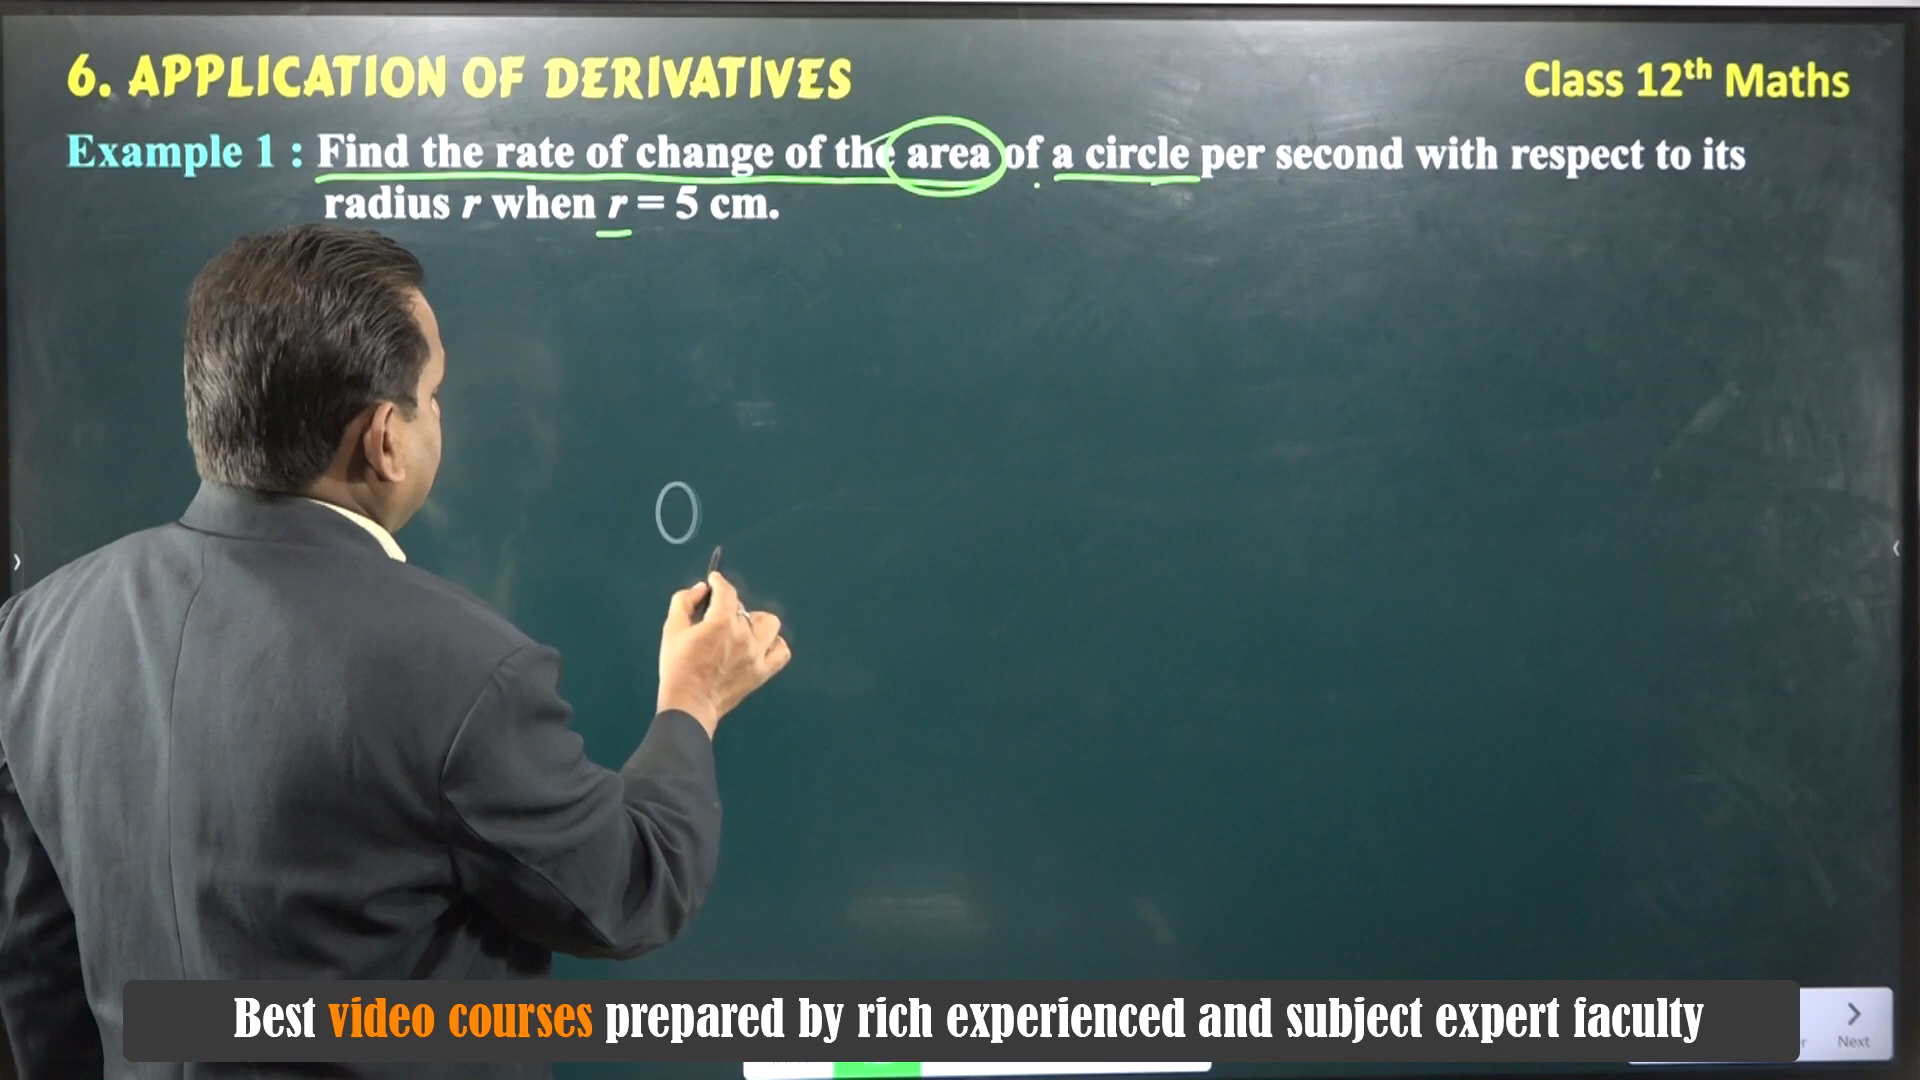 6. APPLICATION OF DERIVATIVES
Class 12th Maths
Example 1 : Find the rate of change of the area of a circle per second with respect to its
radius r when r = 5 cm.
Best video courses prepared by rich experienced and subject expert faculty
Next